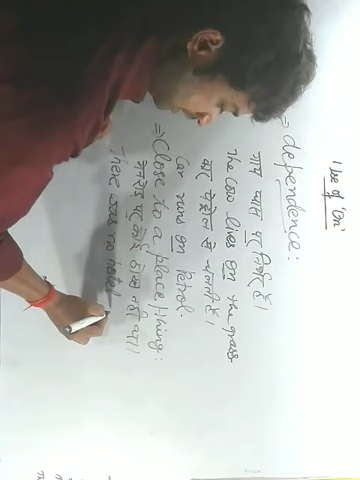 Use of 'On'
⇒ dependence:
गाय घास पर निर्भर है।
The Cow lives on the grass
कार पेट्रोल से चलती है।
Car runs on Petrol.
⇒ Close to a place/thing:
पर कोई होटल नहीं था।
There was no hotel